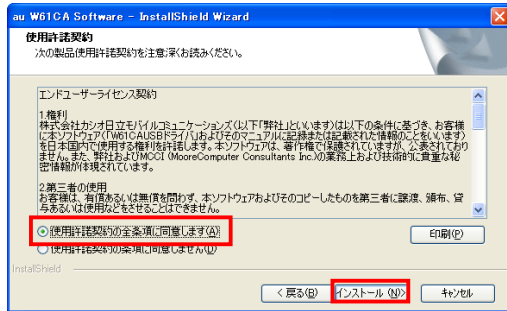 au W61CA Software - InstallShield Wizard
使用許諾契約
次の製品使用許諾契約を注意深くお読みください。
エンドユーザーライセンス契約
1.権利
株式会社カシオ日立モバイルコミュニケーションズ(以下「弊社」といいます)は以下の条件に基づき、お客様
に本ソフトウェア(「W61CAUSBドライバ」およびそのマニュアルに記録または記載された情報のことをいいます)
を日本国内で使用する権利を許諾します。本ソフトウェアは、著作権で保護されていますが、公表されており
ません。また、弊社およびMCCI (MooreComputer Consultants Inc.)の業務上および技術的に貴重な秘
密情報が体現されています。
2.第三者の使用
お客様は、有償あるいは無償を問わず、本ソフトウェアおよびそのコピーしたものを第三者に譲渡、頒布、貸
与あるいは使用などをさせることはできません。
使用許諾契約の全条項に同意します(A)
印刷(P)
使用許諾契約の条項に同意しません(D)
InstallShield
< 戻る(B)
インストール (N)>
キャンセル